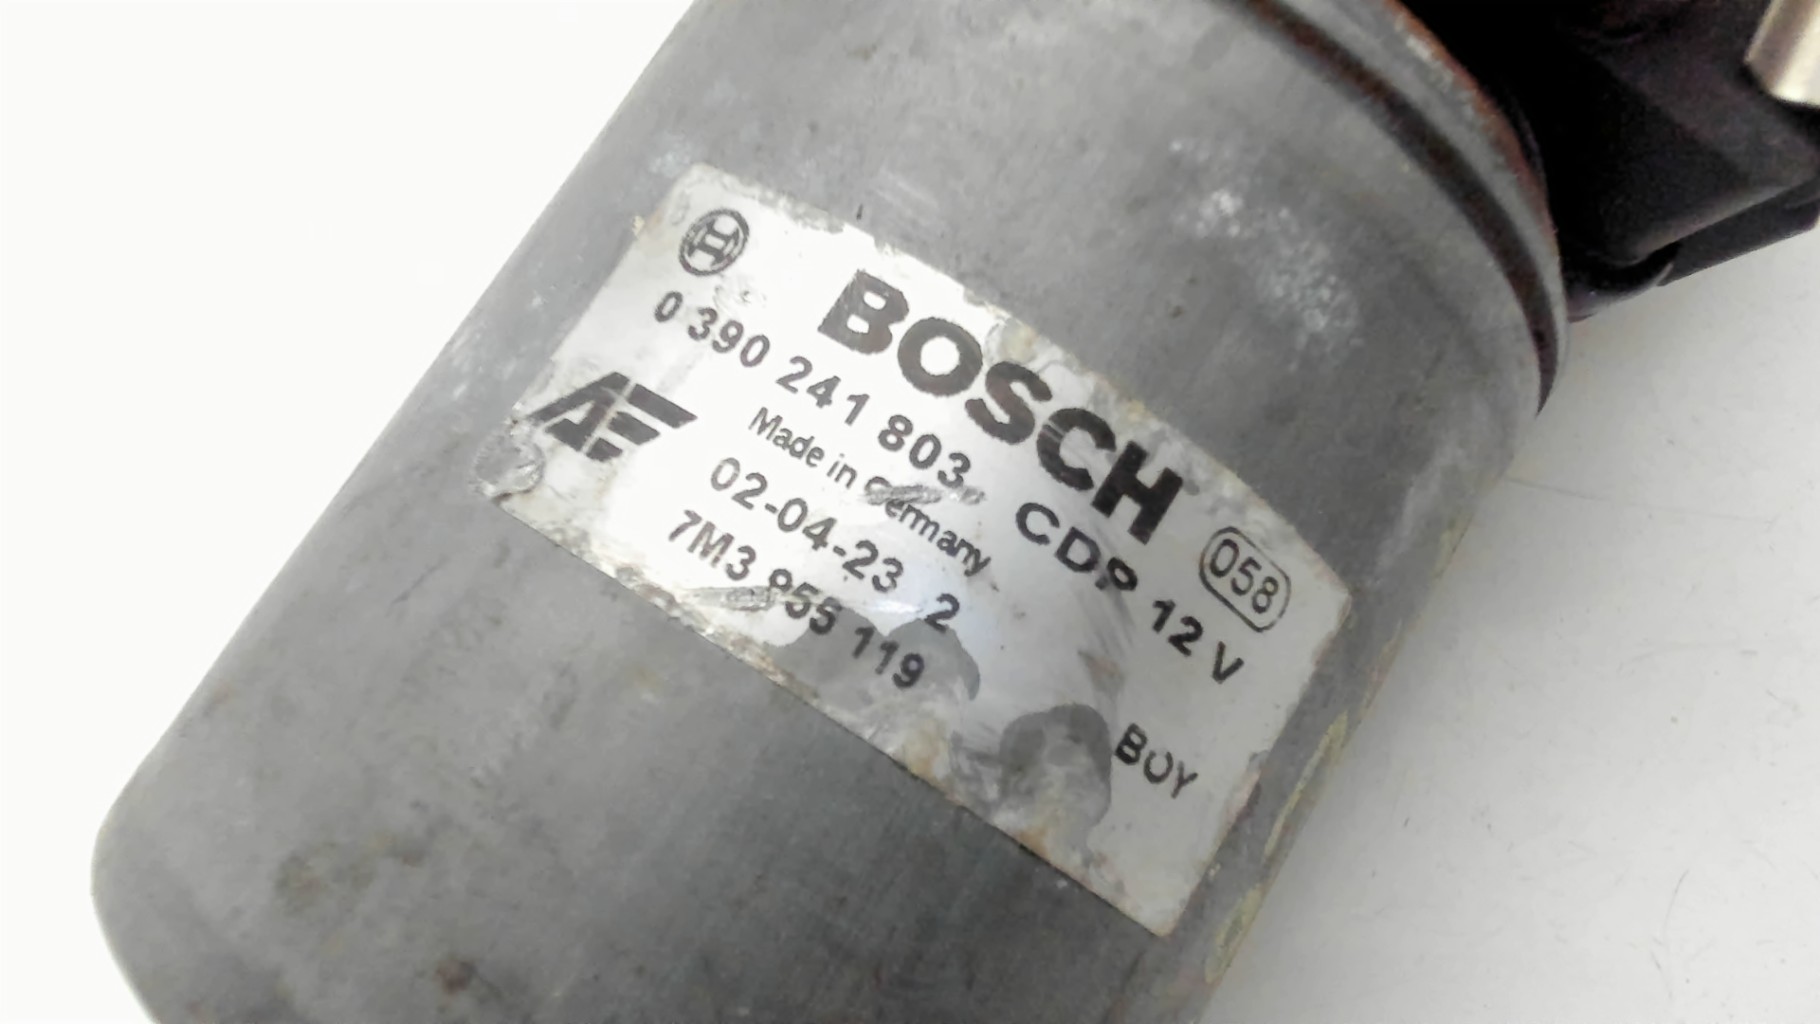 BOSCH
0 390 241 803 CDP 12 V
058
Made in Germany
02-04-23 2
7M3 955 119
BOY